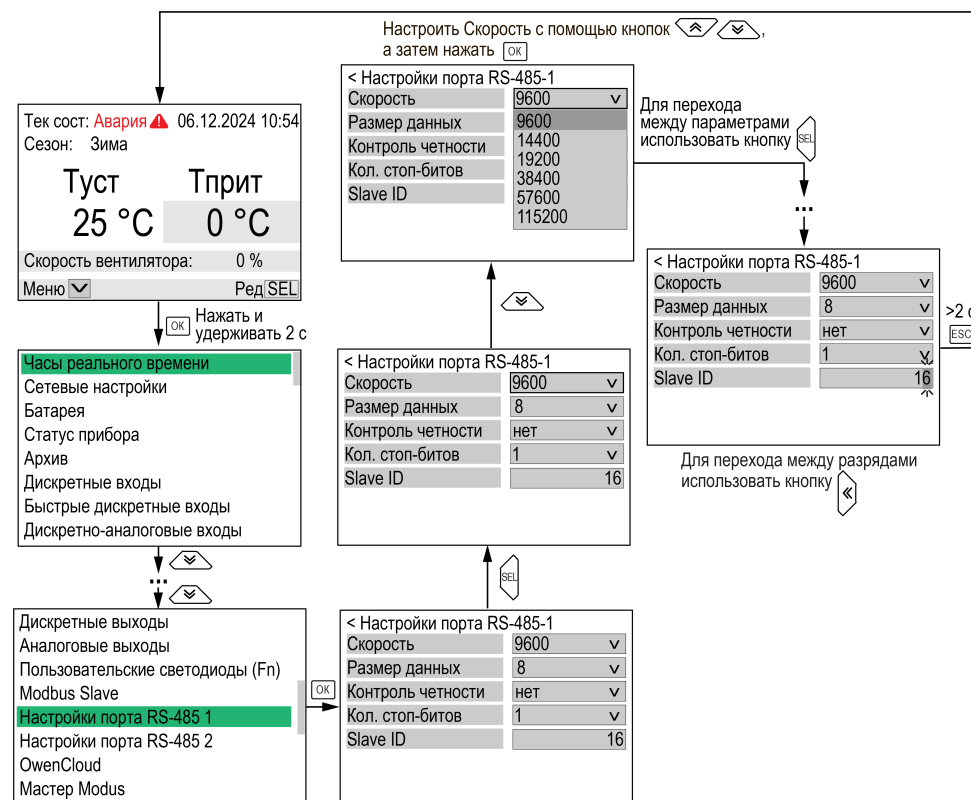 Настроить Скорость с помощью кнопок ,
а затем нажать OK
< Настройки порта RS-485-1
Скорость 9600
Размер данных 9600
Контроль четности 14400
Кол. стоп-битов 19200
Slave ID 38400
57600
115200
Для перехода
между параметрами
использовать кнопку SEL
Тек сост: Авария 06.12.2024 10:54
Сезон: Зима
Туст Тприт
25 °C 0 °C
Скорость вентилятора: 0 %
Меню Ред SEL
OK Нажать и
удерживать 2 с
...
< Настройки порта RS-485-1
Скорость 9600
Размер данных 8
Контроль четности нет
Кол. стоп-битов 1
Slave ID 16
>2 с
ESC
Для перехода между разрядами
использовать кнопку
Часы реального времени
Сетевые настройки
Батарея
Статус прибора
Архив
Дискретные входы
Быстрые дискретные входы
Дискретно-аналоговые входы
< Настройки порта RS-485-1
Скорость 9600
Размер данных 8
Контроль четности нет
Кол. стоп-битов 1
Slave ID 16
...
SEL
Дискретные выходы
Аналоговые выходы
Пользовательские светодиоды (Fn)
Modbus Slave
Настройки порта RS-485 1
Настройки порта RS-485 2
OwenCloud
Мастер Modus
OK
< Настройки порта RS-485-1
Скорость 9600
Размер данных 8
Контроль четности нет
Кол. стоп-битов 1
Slave ID 16